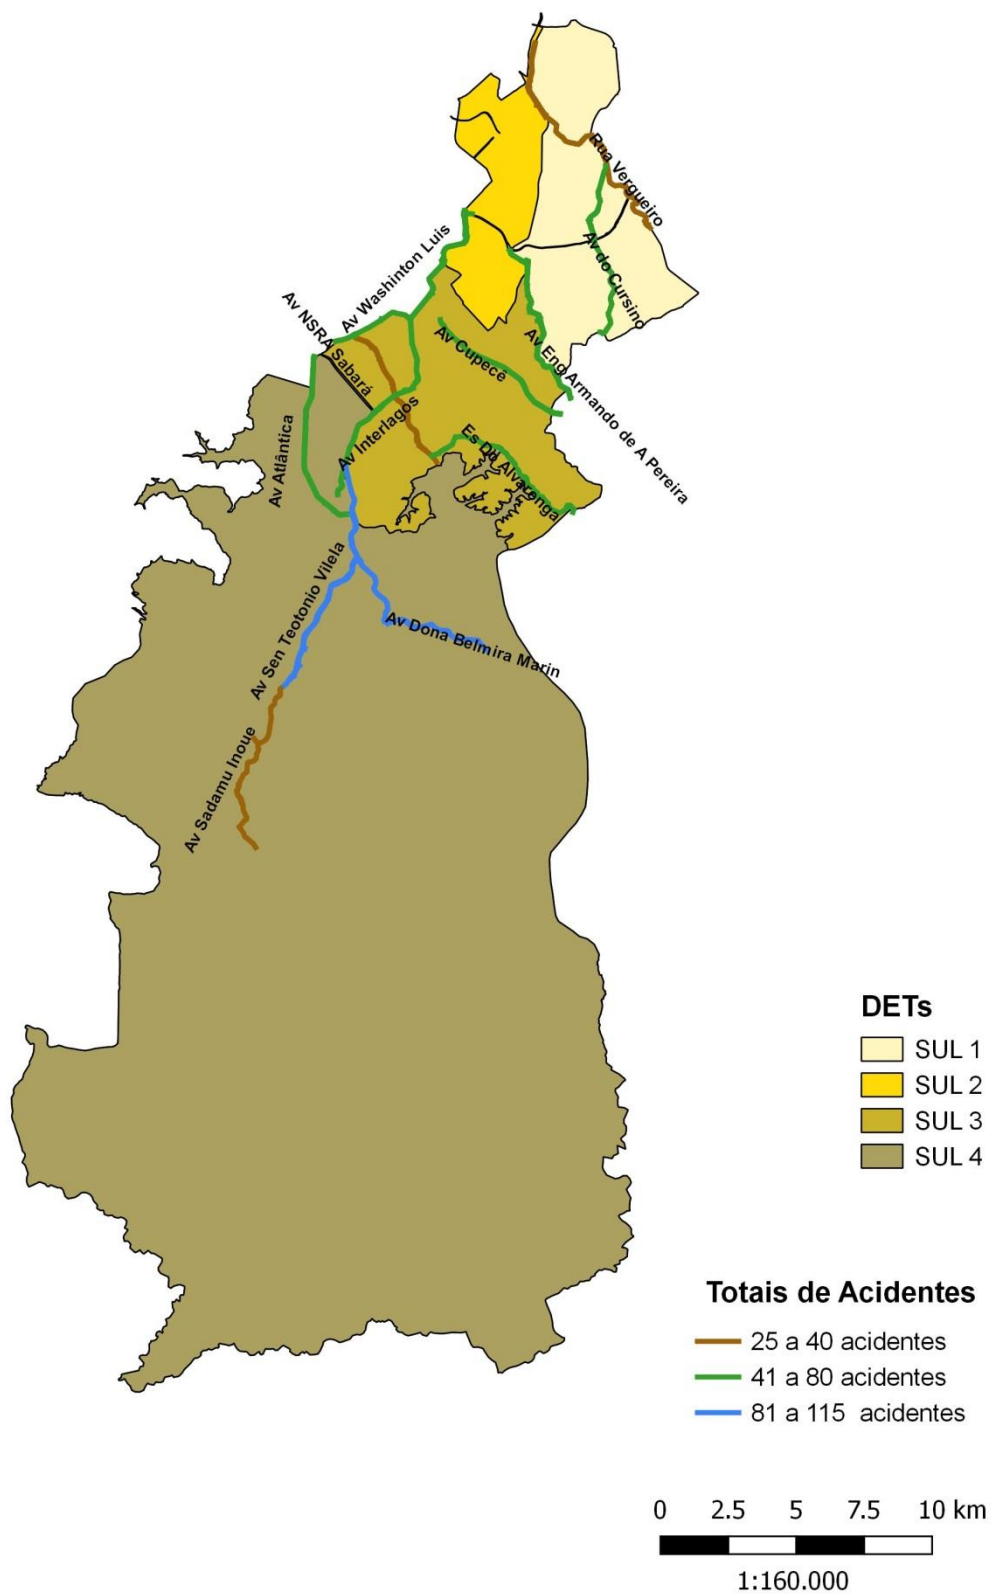 Rua Vergueiro
Av do Cursino
Av Washinton Luis
Av NSRA Sabará
Av Cupecê
Av Eng Armando de A Pereira
Av Interlagos
Av Atlântica
Es Do Alvarenga
Av Sen Teotonio Vilela
Av Dona Belmira Marin
Av Sadamu Inoue
DETs
SUL 1
SUL 2
SUL 3
SUL 4
Totais de Acidentes
25 a 40 acidentes
41 a 80 acidentes
81 a 115 acidentes
0 2.5 5 7.5 10 km
1:160.000